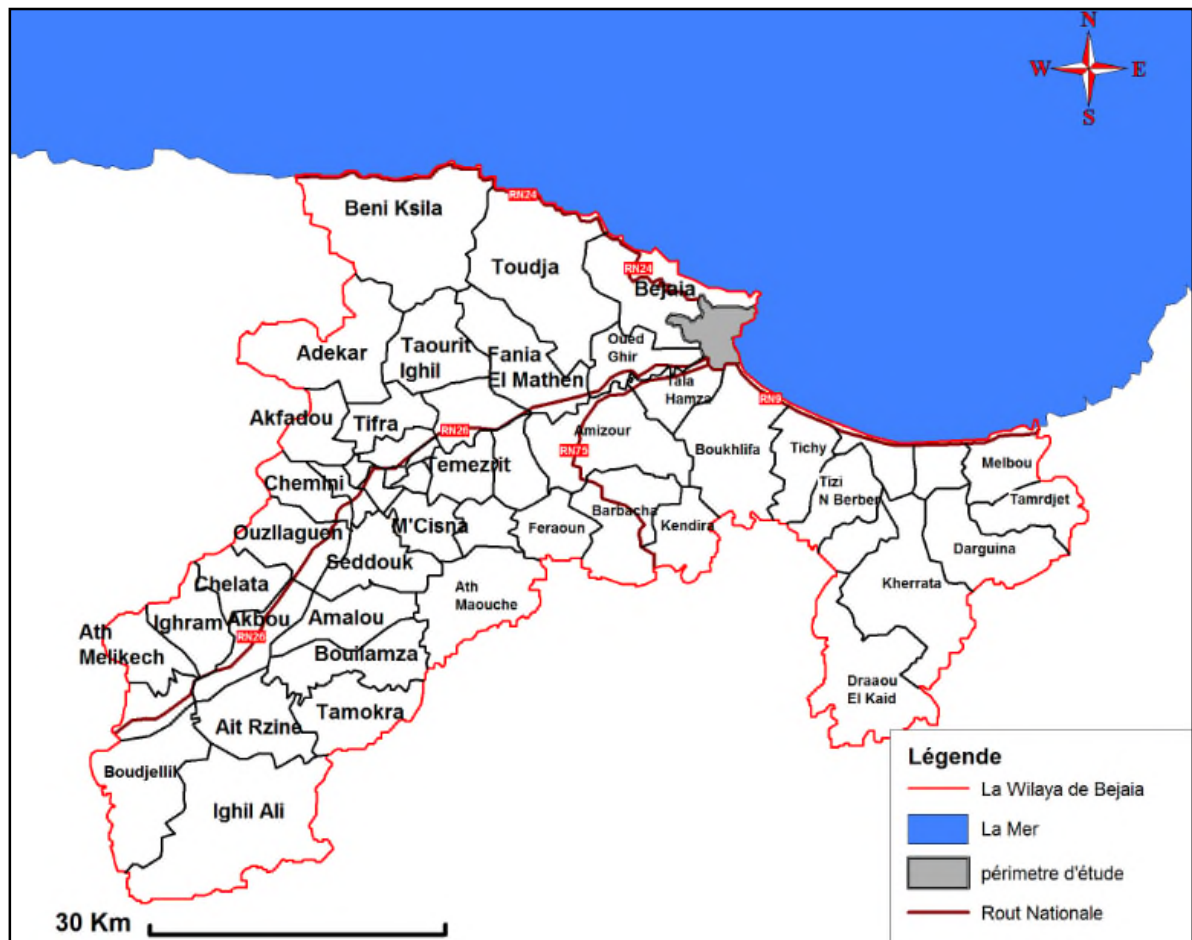 N
W
E
S
RN24
Beni Ksila
Toudja
RN24
Bejaia
Adekar
Taourit
Ighil
Fania
El Mathen
Oued
Ghir
Tala
Hamza
RN9
Akfadou
Tifra
RN26
Amizour
RN75
Boukhlifa
Tichy
Melbou
Temezrit
Tizi
N Berber
Tamrdjet
Chemini
Ouzllaguen
M'Cisna
Feraoun
Barbacha
Kendira
Darguina
Seddouk
Chelata
Ath
Maouche
Kherrata
Ighram
Akbou
RN26
Amalou
Ath
Melikech
Bouilamza
Draaou
El Kaid
Tamokra
Ait Rzine
Boudjellik
Ighil Ali
30 Km
Légende
La Wilaya de Bejaia
La Mer
périmetre d'étude
Rout Nationale